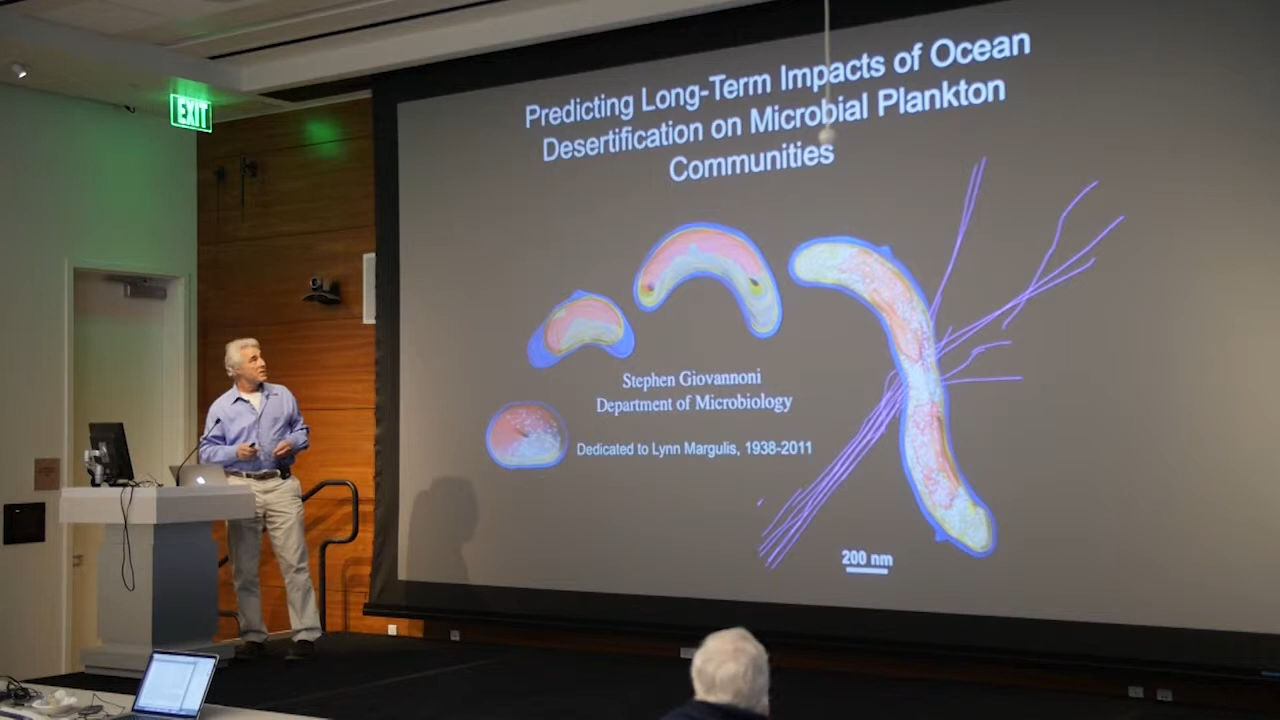 EXIT
Predicting Long-Term Impacts of Ocean
Desertification on Microbial Plankton
Communities
Stephen Giovannoni
Department of Microbiology
Dedicated to Lynn Margulis, 1938-2011
200 nm